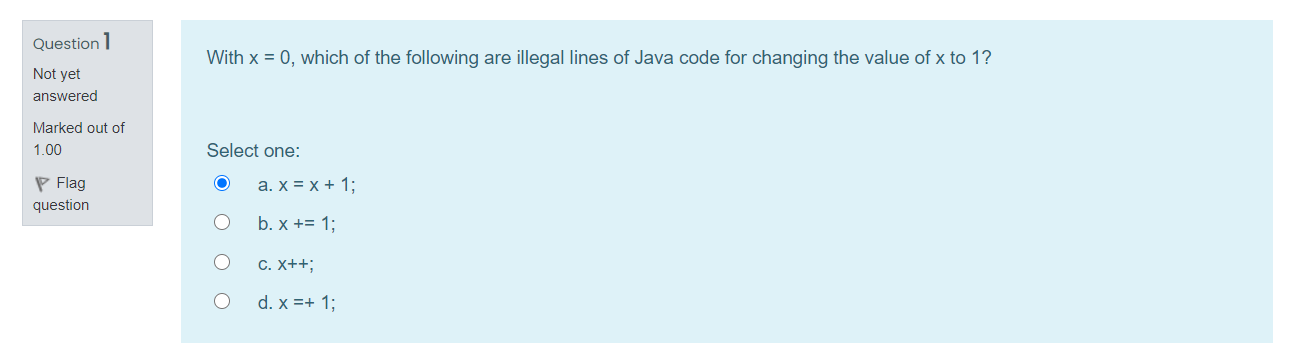 Question 1
Not yet
answered
Marked out of
1.00
Flag
question
With x = 0, which of the following are illegal lines of Java code for changing the value of x to 1?
Select one:
a. x = x + 1;
b. x += 1;
c. x++;
d. x =+ 1;